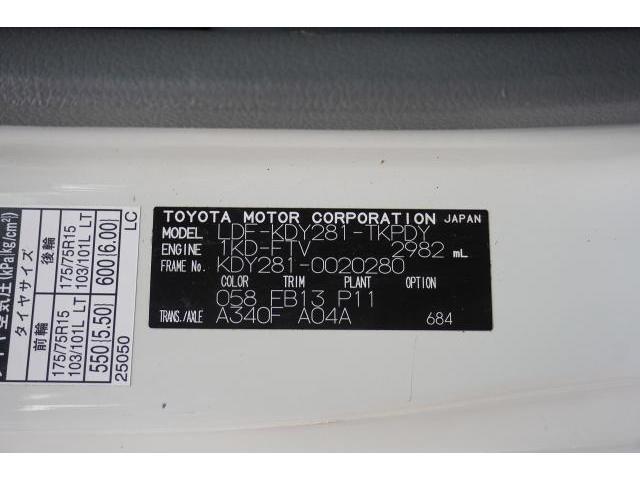 TOYOTA MOTOR CORPORATION JAPAN
MODEL LDF-KDY281-TKPDY
ENGINE 1KD-FTV 2982 mL
FRAME No. KDY281-0020280
COLOR TRIM PLANT
058 FB13 P11
TRANS./AXLE A340F A04A 684
タイヤサイズ
前輪 175/75R15 103/101L LT 550[5.50]
後輪 175/75R15 103/101L LT 600[6.00]
25050 LC